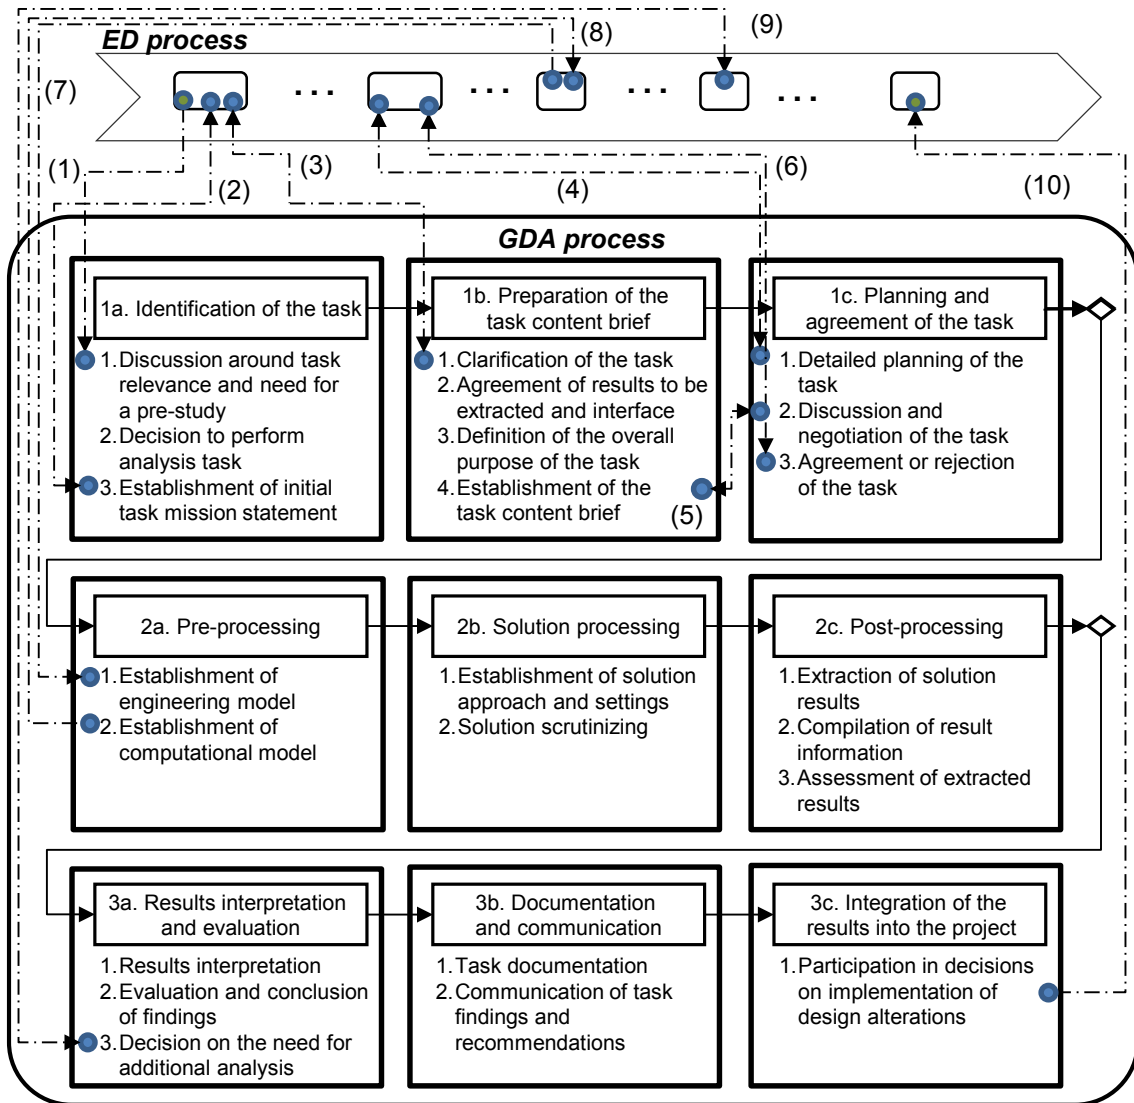 ED process
(8)
(9)
(7)
. . .
. . .
. . .
. . .
(1)
(2)
(3)
(4)
(6)
(10)
GDA process
1a. Identification of the task
1. Discussion around task
relevance and need for
a pre-study
2. Decision to perform
analysis task
3. Establishment of initial
task mission statement
1b. Preparation of the
task content brief
1. Clarification of the task
2. Agreement of results to be
extracted and interface
3. Definition of the overall
purpose of the task
4. Establishment of the
task content brief
(5)
1c. Planning and
agreement of the task
1. Detailed planning of the
task
2. Discussion and
negotiation of the task
3. Agreement or rejection
of the task
2a. Pre-processing
1. Establishment of
engineering model
2. Establishment of
computational model
2b. Solution processing
1. Establishment of solution
approach and settings
2. Solution scrutinizing
2c. Post-processing
1. Extraction of solution
results
2. Compilation of result
information
3. Assessment of extracted
results
3a. Results interpretation
and evaluation
1. Results interpretation
2. Evaluation and conclusion
of findings
3. Decision on the need for
additional analysis
3b. Documentation
and communication
1. Task documentation
2. Communication of task
findings and
recommendations
3c. Integration of the
results into the project
1. Participation in decisions
on implementation of
design alterations